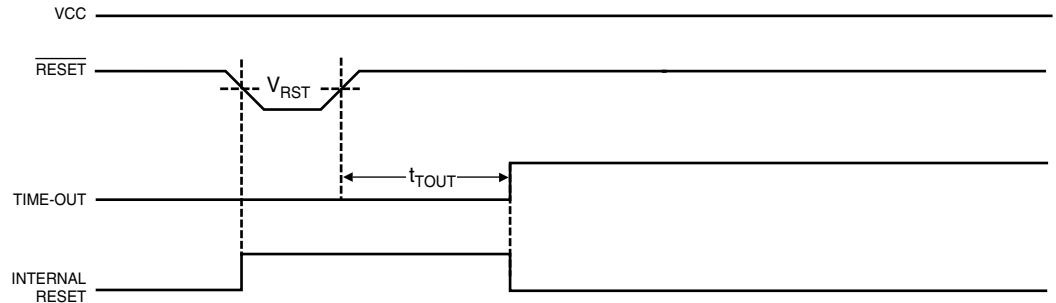 VCC
RESET
VRST
tTOUT
TIME-OUT
INTERNAL
RESET